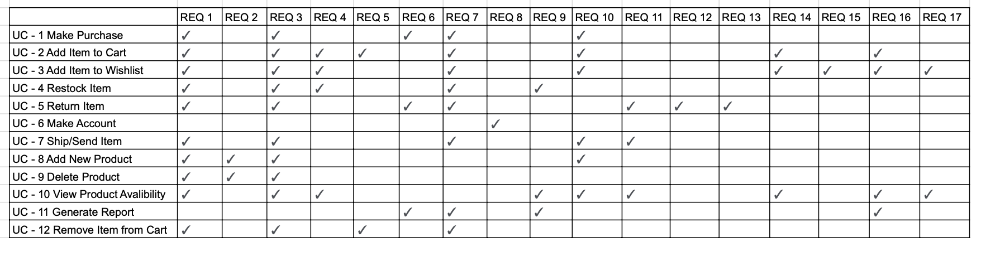 REQ 1 REQ 2 REQ 3 REQ 4 REQ 5 REQ 6 REQ 7 REQ 8 REQ 9 REQ 10 REQ 11 REQ 12 REQ 13 REQ 14 REQ 15 REQ 16 REQ 17
UC - 1 Make Purchase ✓ ✓ ✓ ✓ ✓
UC - 2 Add Item to Cart ✓ ✓ ✓ ✓ ✓ ✓ ✓ ✓
UC - 3 Add Item to Wishlist ✓ ✓ ✓ ✓ ✓ ✓ ✓ ✓ ✓
UC - 4 Restock Item ✓ ✓ ✓ ✓ ✓
UC - 5 Return Item ✓ ✓ ✓ ✓ ✓ ✓ ✓
UC - 6 Make Account ✓
UC - 7 Ship/Send Item ✓ ✓ ✓ ✓ ✓
UC - 8 Add New Product ✓ ✓ ✓ ✓
UC - 9 Delete Product ✓ ✓ ✓
UC - 10 View Product Avalibility ✓ ✓ ✓ ✓ ✓ ✓ ✓ ✓ ✓
UC - 11 Generate Report ✓ ✓ ✓ ✓
UC - 12 Remove Item from Cart ✓ ✓ ✓ ✓